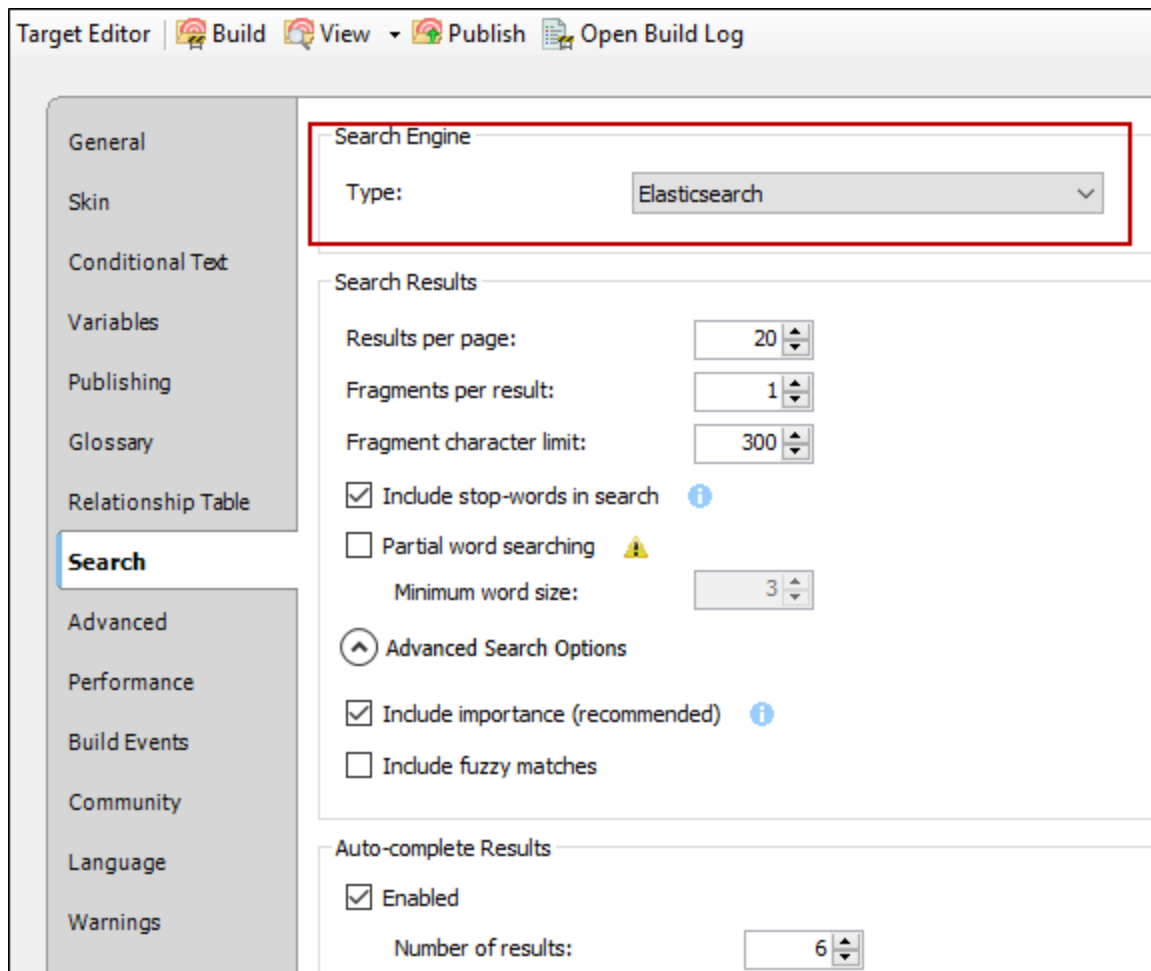 Target Editor Build View Publish Open Build Log
General
Skin
Conditional Text
Variables
Publishing
Glossary
Relationship Table
Search
Advanced
Performance
Build Events
Community
Language
Warnings
Search Engine
Type: Elasticsearch
Search Results
Results per page: 20
Fragments per result: 1
Fragment character limit: 300
Include stop-words in search
Partial word searching
Minimum word size: 3
Advanced Search Options
Include importance (recommended)
Include fuzzy matches
Auto-complete Results
Enabled
Number of results: 6